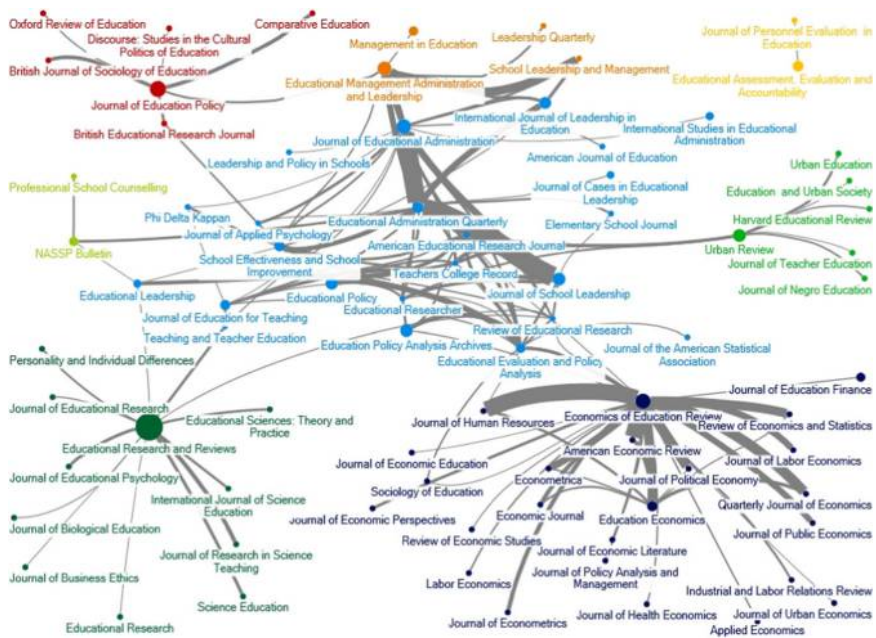 Oxford Review of Education
Comparative Education
Discourse: Studies in the Cultural
Politics of Education
British Journal of Sociology of Education
Journal of Education Policy
British Educational Research Journal
Management in Education
Leadership Quarterly
School Leadership and Management
Educational Management Administration
and Leadership
Journal of Personnel Evaluation in
Education
Educational Assessment, Evaluation and
Accountability
International Journal of Leadership in
Education
Journal of Educational Administration
International Studies in Educational
Administration
Leadership and Policy in Schools
American Journal of Education
Professional School Counselling
Journal of Cases in Educational
Leadership
Urban Education
Education and Urban Society
Harvard Educational Review
Urban Review
Journal of Teacher Education
Journal of Negro Education
Phi Delta Kappan
Educational Administration Quarterly
Elementary School Journal
Journal of Applied Psychology
American Educational Research Journal
NASSP Bulletin
School Effectiveness and School
Improvement
Teachers College Record
Educational Leadership
Educational Policy
Journal of School Leadership
Journal of Education for Teaching
Educational Researcher
Teaching and Teacher Education
Review of Educational Research
Education Policy Analysis Archives
Educational Evaluation and Policy
Analysis
Journal of the American Statistical
Association
Personality and Individual Differences
Journal of Educational Research
Educational Sciences: Theory and
Practice
Educational Research and Reviews
Journal of Educational Psychology
International Journal of Science
Education
Journal of Biological Education
Journal of Research in Science
Teaching
Journal of Business Ethics
Science Education
Educational Research
Journal of Education Finance
Journal of Human Resources
Economics of Education Review
Review of Economics and Statistics
American Economic Review
Journal of Economic Education
Journal of Labor Economics
Econometrica
Journal of Political Economy
Sociology of Education
Quarterly Journal of Economics
Journal of Economic Perspectives
Economic Journal
Education Economics
Journal of Public Economics
Review of Economic Studies
Journal of Economic Literature
Labor Economics
Journal of Policy Analysis and
Management
Industrial and Labor Relations Review
Journal of Econometrics
Journal of Health Economics
Journal of Urban Economics
Applied Economics